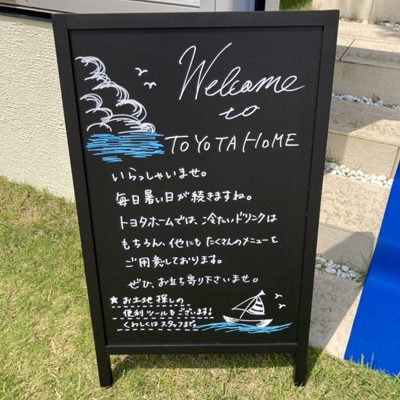 Welcome
to
TOYOTA HOME
いらっしゃいませ。
毎日暑い日が続きますね。
トヨタホームでは、冷たいドリンクは
もちろん、他にもたくさんのメニューを
ご用意しております。
ぜひ、お立ち寄り下さいませ。
★お土地探しの
便利ツールもございます!
くわしくはスタッフまで。